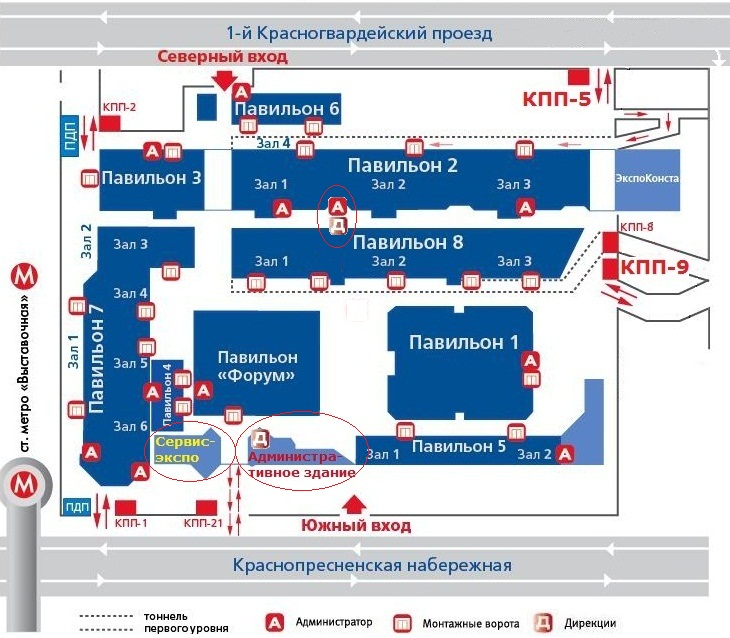 1-й Красногвардейский проезд
Северный вход
А
КПП-5
КПП-2
Павильон 6
ПДП
Зал 4
А
Павильон 2
Павильон 3
Зал 1
Зал 2
Зал 3
ЭкспоКонста
А
А
А
Д
КПП-8
Зал 2
Зал 3
Павильон 8
Зал 1
Зал 2
Зал 3
КПП-9
М
ст. метро «Выставочная»
Зал 4
Зал 1
Павильон 7
Павильон 1
Павильон
«Форум»
Зал 5
Павильон 4
А
А
А
Зал 6
Сервис-
экспо
Д
Административ-
тивное здание
Павильон 5
Зал 1
Зал 2
А
А
А
М
ПДП
КПП-1
КПП-21
Южный вход
Краснопресненская набережная
тоннель
первого уровня
А
Администратор
Монтажные ворота
Д
Дирекции